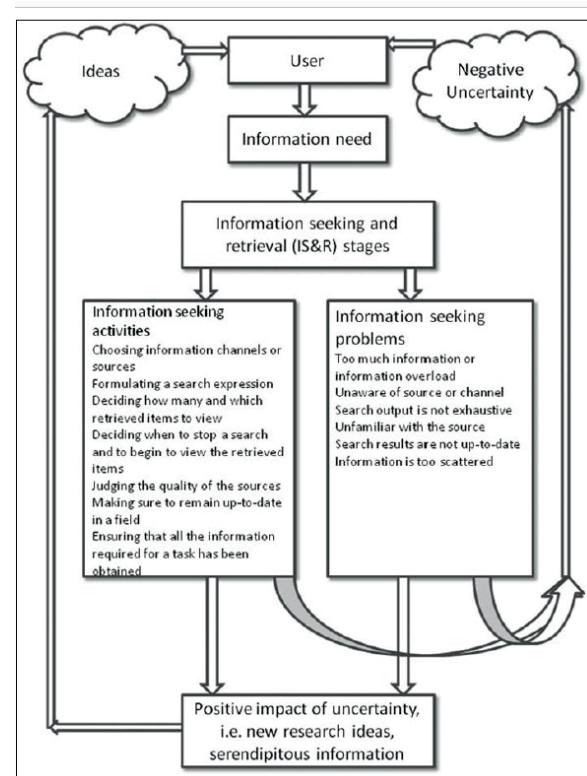 Ideas
User
Negative
Uncertainty
Information need
Information seeking and
retrieval (IS&R) stages
Information seeking
activities
Choosing information channels or
sources
Formulating a search expression
Deciding how many and which
retrieved items to view
Deciding when to stop a search
and to begin to view the retrieved
items
Judging the quality of the sources
Making sure to remain up-to-date
in a field
Ensuring that all the information
required for a task has been
obtained
Information seeking
problems
Too much information or
information overload
Unaware of source or channel
Search output is not exhaustive
Unfamiliar with the source
Search results are not up-to-date
Information is too scattered
Positive impact of uncertainty,
i.e. new research ideas,
serendipitous information